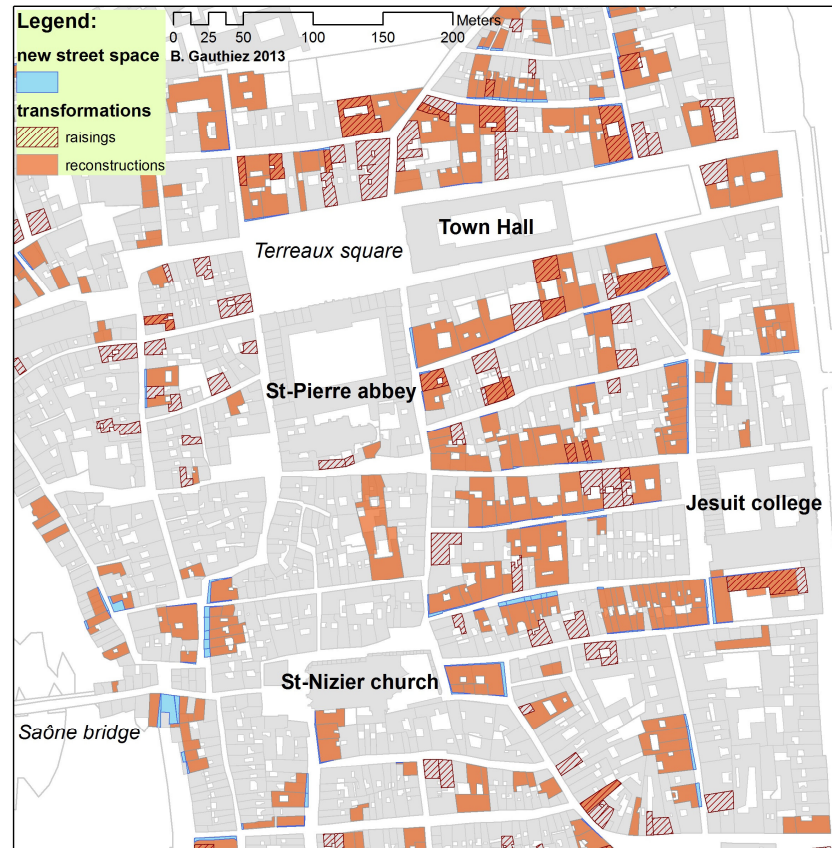 Legend:
new street space
transformations
raisings
reconstructions
Meters
0 25 50 100 150 200
B. Gauthiez 2013
Town Hall
Terreaux square
St-Pierre abbey
Jesuit college
St-Nizier church
Saône bridge